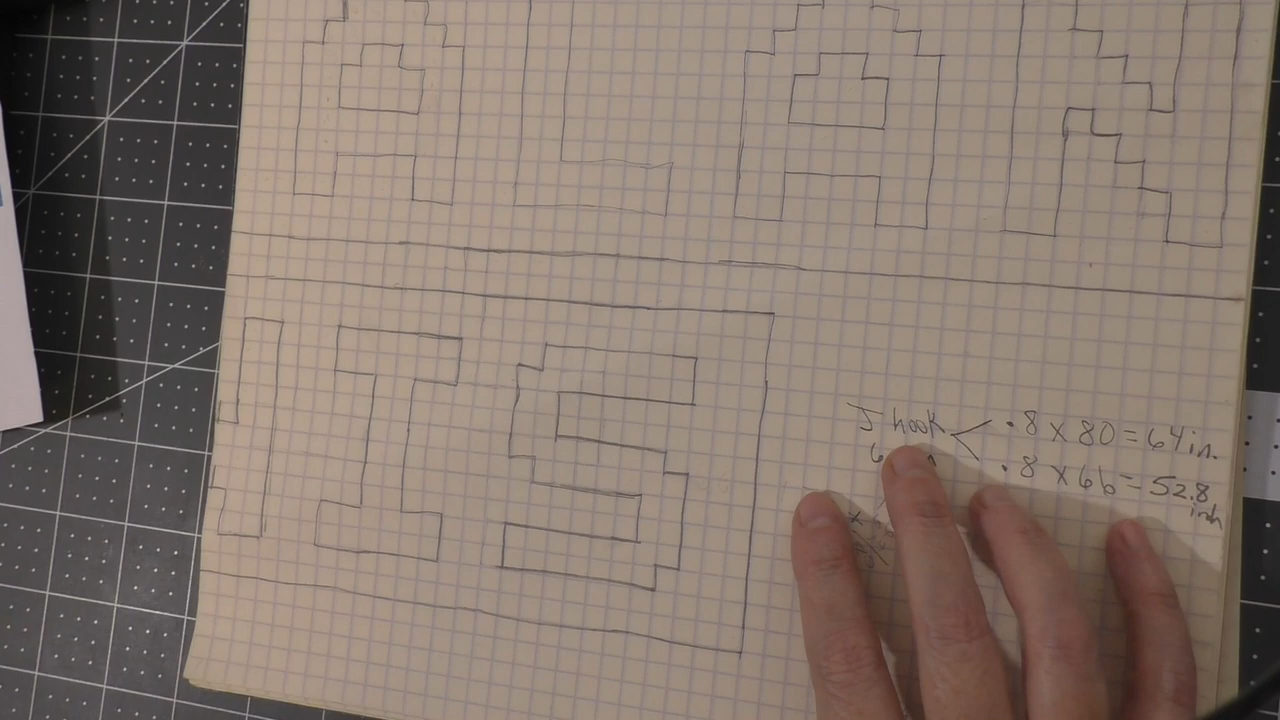 A L A N
J I S
J hook < .8 x 80 = 64 in.
.8 x 66 = 52.8
inch